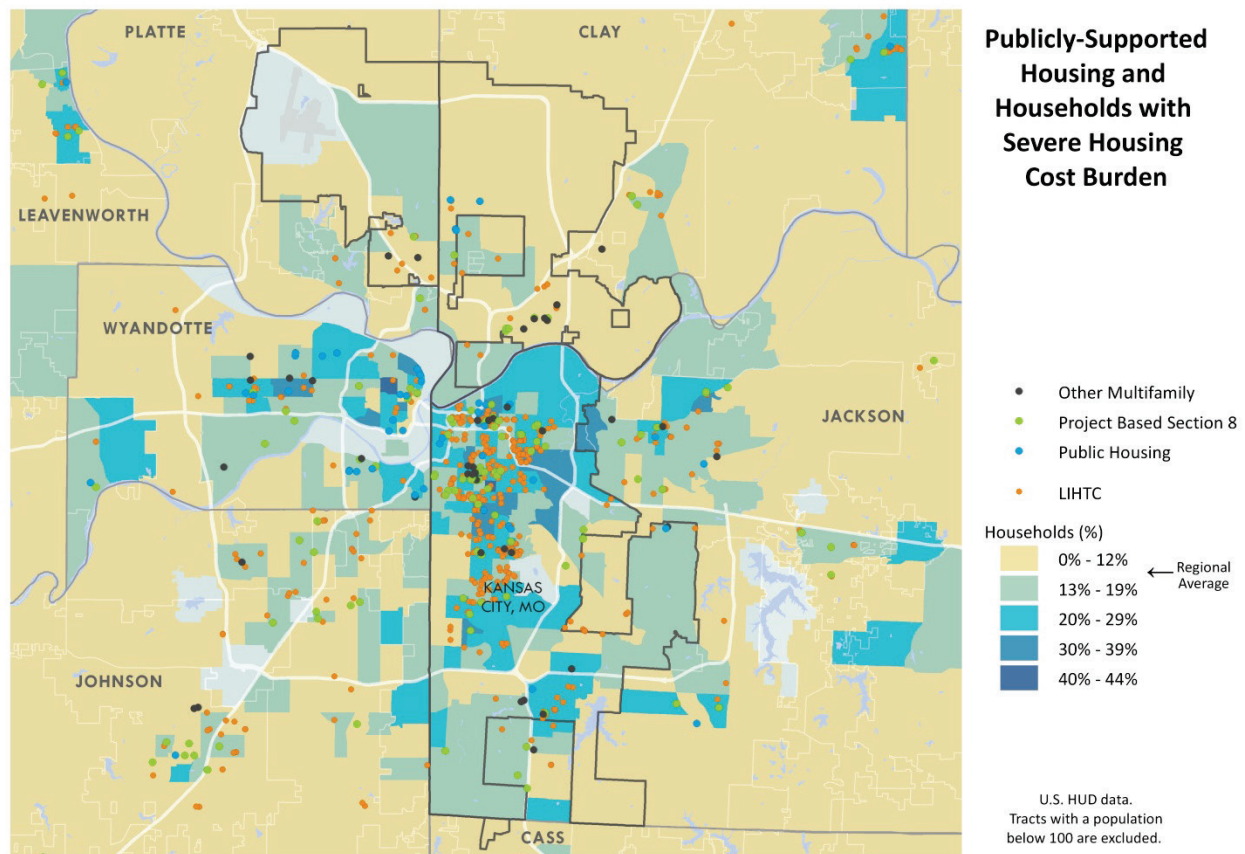 PLATTE
CLAY
LEAVENWORTH
WYANDOTTE
JACKSON
KANSAS
CITY, MO
JOHNSON
CASS
Publicly-Supported
Housing and
Households with
Severe Housing
Cost Burden
Other Multifamily
Project Based Section 8
Public Housing
LIHTC
Households (%)
0% - 12%
13% - 19%
20% - 29%
30% - 39%
40% - 44%
← Regional
Average
U.S. HUD data.
Tracts with a population
below 100 are excluded.